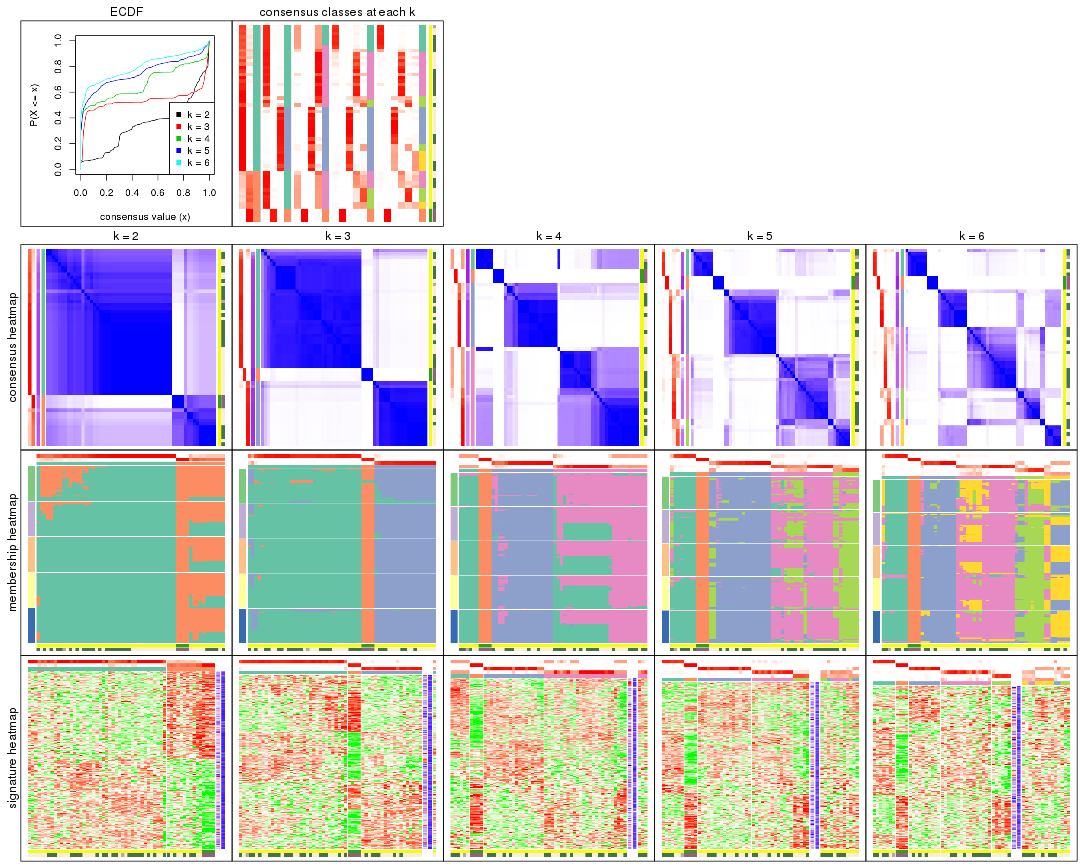 ECDF
consensus classes at each k
P(X <= x)
0.0 0.2 0.4 0.6 0.8 1.0
k = 2
k = 3
k = 4
k = 5
k = 6
0.0 0.2 0.4 0.6 0.8 1.0
consensus value (x)
k = 2 k = 3 k = 4 k = 5 k = 6
consensus heatmap
membership heatmap
signature heatmap